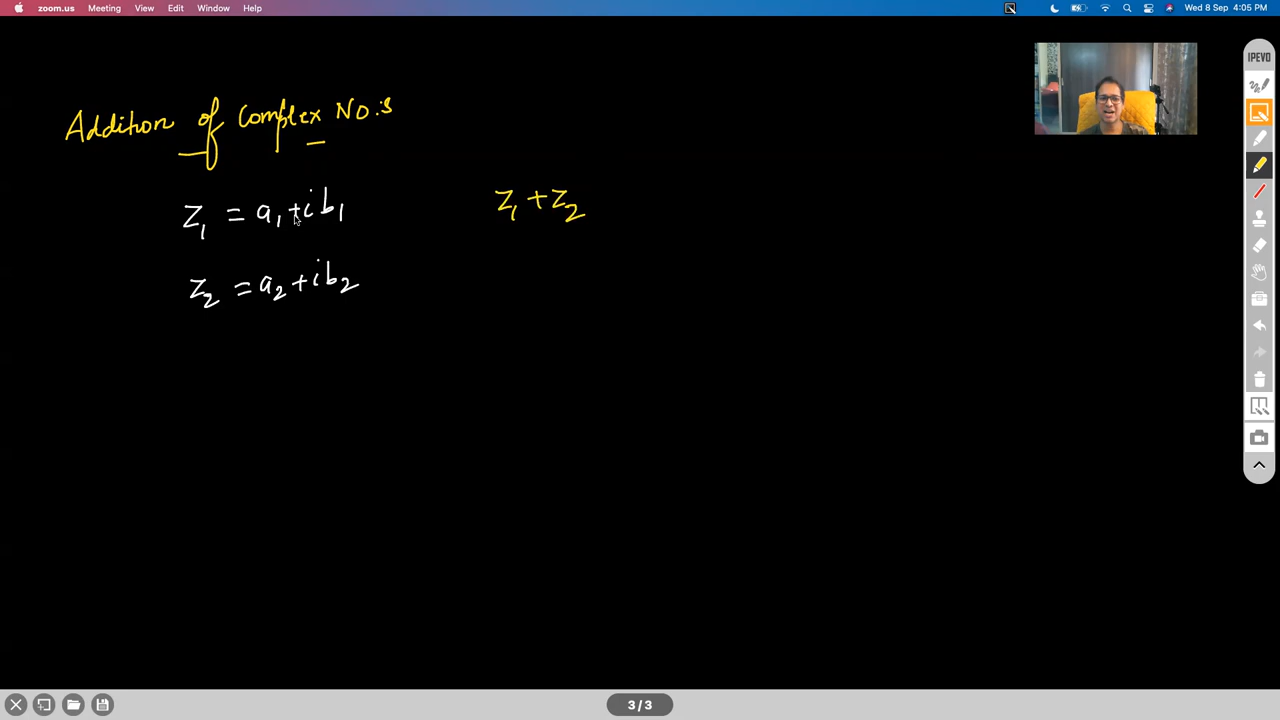 zoom.us Meeting View Edit Window Help Wed 8 Sep 4:05 PM
IPEVO
Addition of Complex No.s
z₁ = a₁+ib₁ z₁+z₂
z₂ = a₂+ib₂
3/3